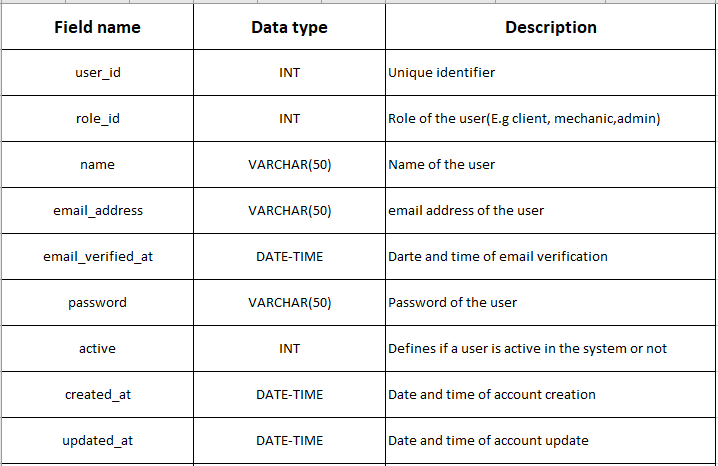 Field name Data type Description
user_id INT Unique identifier
role_id INT Role of the user(E.g client, mechanic,admin)
name VARCHAR(50) Name of the user
email_address VARCHAR(50) email address of the user
email_verified_at DATE-TIME Darte and time of email verification
password VARCHAR(50) Password of the user
active INT Defines if a user is active in the system or not
created_at DATE-TIME Date and time of account creation
updated_at DATE-TIME Date and time of account update